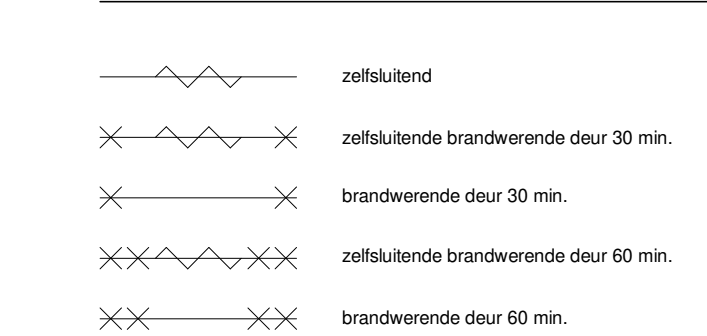 zelfsluitend
zelfsluitende brandwerende deur 30 min.
brandwerende deur 30 min.
zelfsluitende brandwerende deur 60 min.
brandwerende deur 60 min.